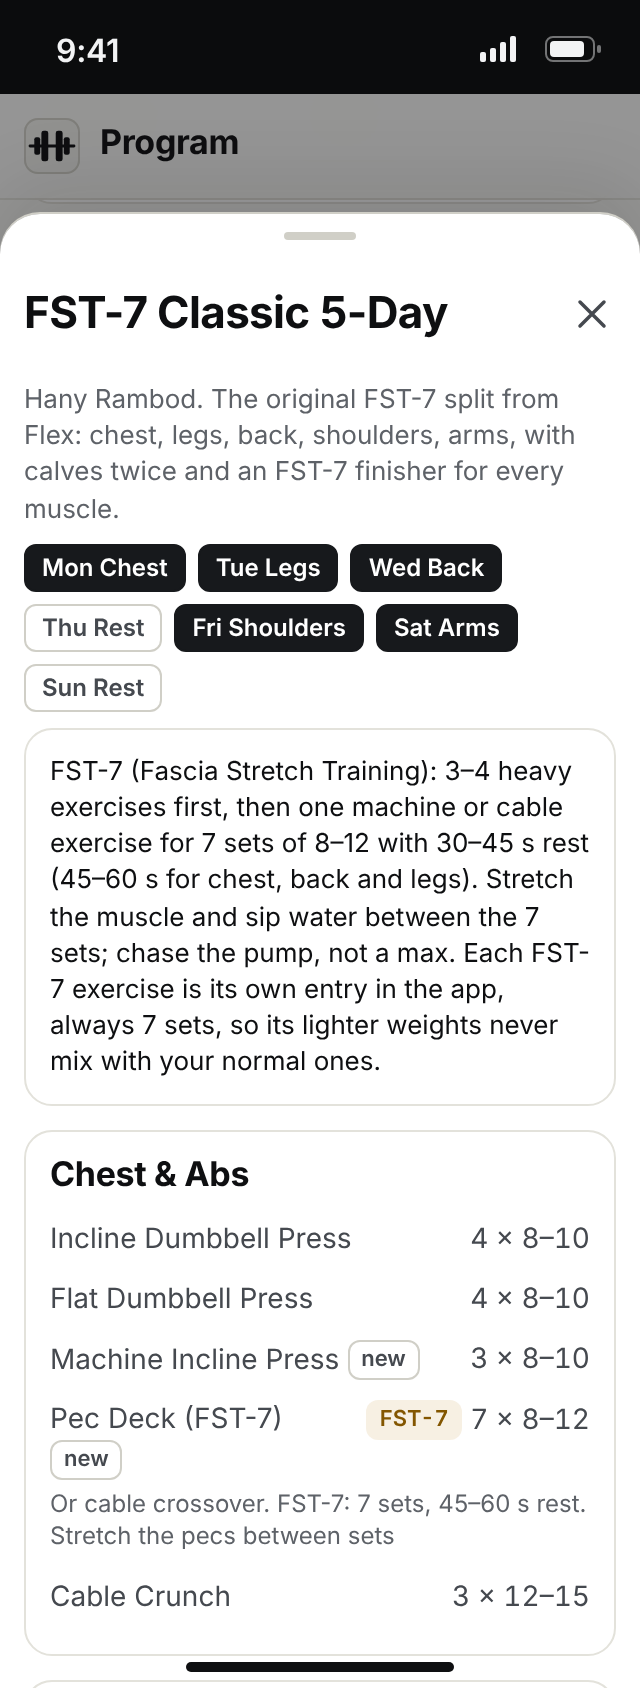 9:41
Program
FST-7 Classic 5-Day
Hany Rambod. The original FST-7 split from
Flex: chest, legs, back, shoulders, arms, with
calves twice and an FST-7 finisher for every
muscle.
Mon Chest
Tue Legs
Wed Back
Thu Rest
Fri Shoulders
Sat Arms
Sun Rest
FST-7 (Fascia Stretch Training): 3–4 heavy
exercises first, then one machine or cable
exercise for 7 sets of 8–12 with 30–45 s rest
(45–60 s for chest, back and legs). Stretch
the muscle and sip water between the 7
sets; chase the pump, not a max. Each FST-
7 exercise is its own entry in the app,
always 7 sets, so its lighter weights never
mix with your normal ones.
Chest & Abs
Incline Dumbbell Press 4 × 8–10
Flat Dumbbell Press 4 × 8–10
Machine Incline Press new 3 × 8–10
Pec Deck (FST-7) FST-7 7 × 8–12
new
Or cable crossover. FST-7: 7 sets, 45–60 s rest.
Stretch the pecs between sets
Cable Crunch 3 × 12–15